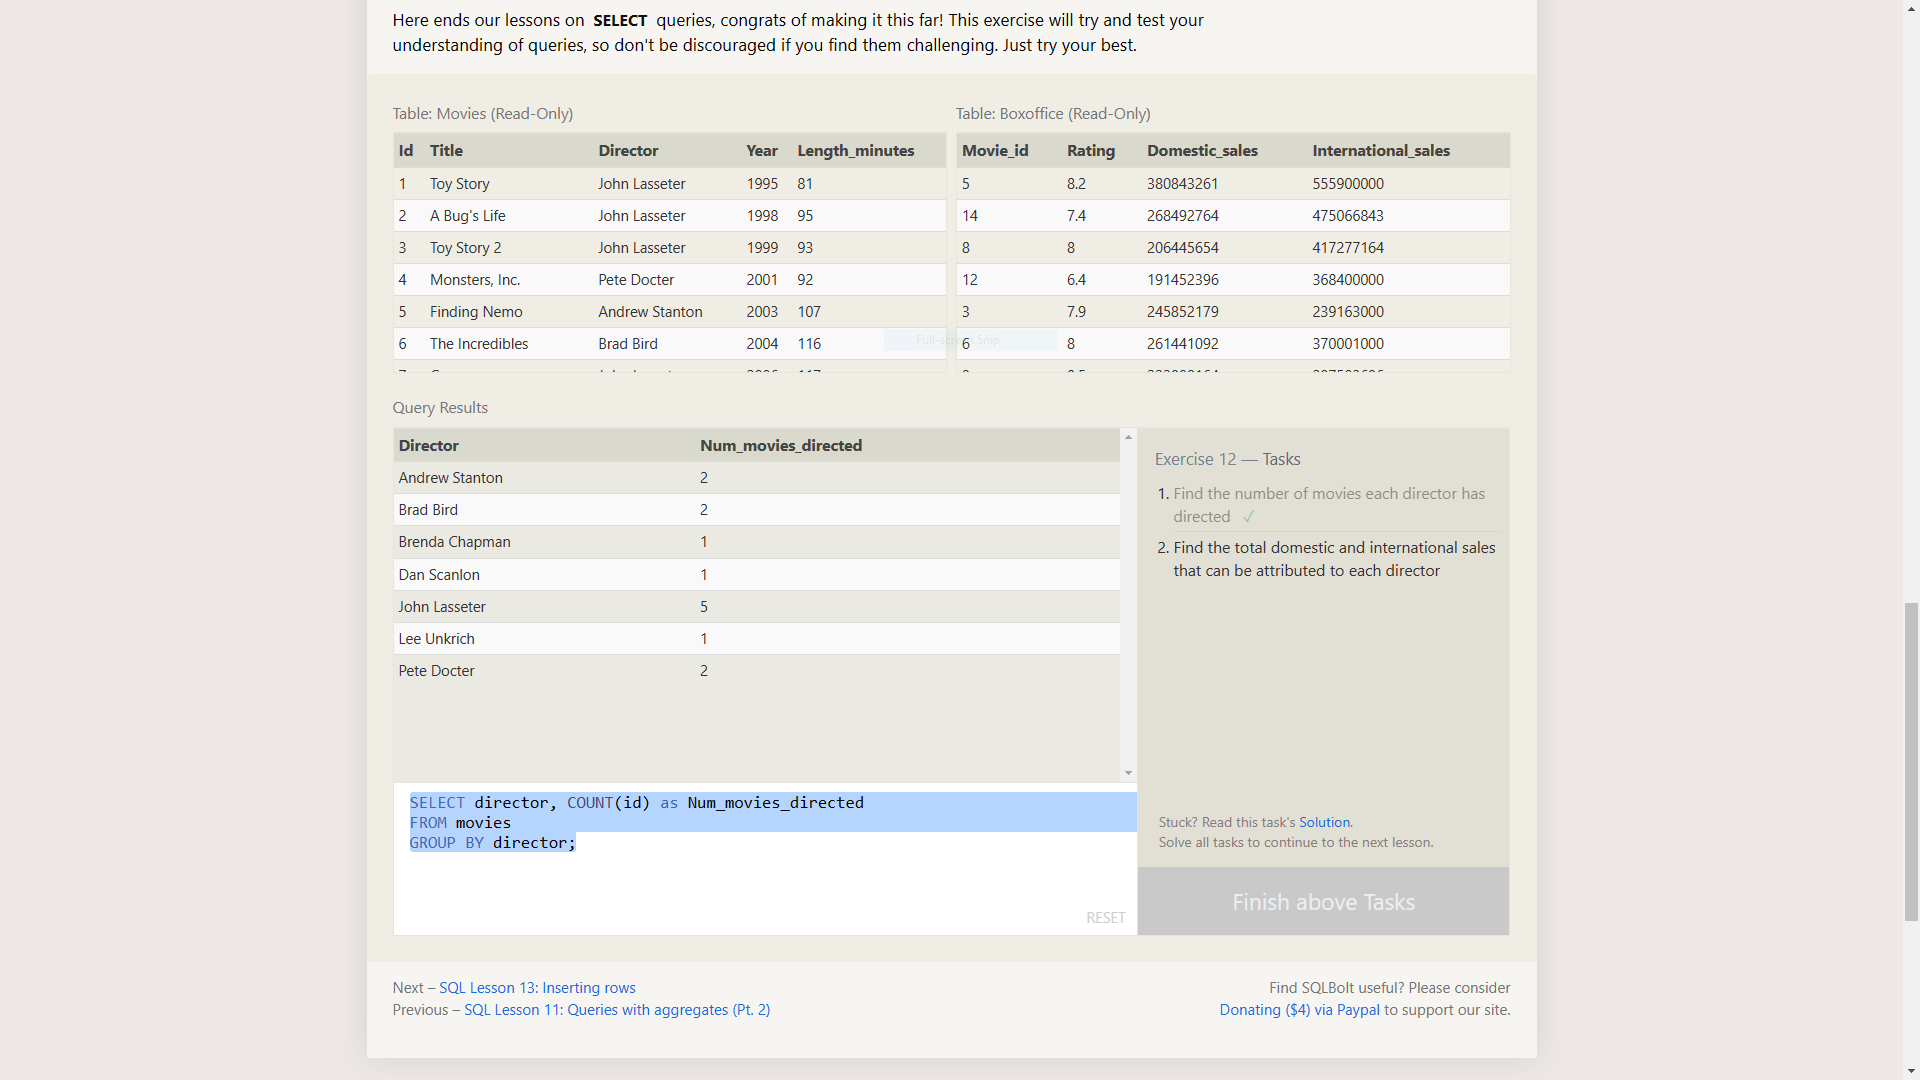 Here ends our lessons on SELECT queries, congrats of making it this far! This exercise will try and test your
understanding of queries, so don't be discouraged if you find them challenging. Just try your best.
Table: Movies (Read-Only)
Id Title Director Year Length_minutes
1 Toy Story John Lasseter 1995 81
2 A Bug's Life John Lasseter 1998 95
3 Toy Story 2 John Lasseter 1999 93
4 Monsters, Inc. Pete Docter 2001 92
5 Finding Nemo Andrew Stanton 2003 107
6 The Incredibles Brad Bird 2004 116
Table: Boxoffice (Read-Only)
Movie_id Rating Domestic_sales International_sales
5 8.2 380843261 555900000
14 7.4 268492764 475066843
8 8 206445654 417277164
12 6.4 191452396 368400000
3 7.9 245852179 239163000
6 8 261441092 370001000
Query Results
Director Num_movies_directed
Andrew Stanton 2
Brad Bird 2
Brenda Chapman 1
Dan Scanlon 1
John Lasseter 5
Lee Unkrich 1
Pete Docter 2
SELECT director, COUNT(id) as Num_movies_directed
FROM movies
GROUP BY director;
RESET
Exercise 12 — Tasks
1. Find the number of movies each director has
directed ✓
2. Find the total domestic and international sales
that can be attributed to each director
Stuck? Read this task's Solution.
Solve all tasks to continue to the next lesson.
Finish above Tasks
Next – SQL Lesson 13: Inserting rows
Previous – SQL Lesson 11: Queries with aggregates (Pt. 2)
Find SQLBolt useful? Please consider
Donating ($4) via Paypal to support our site.